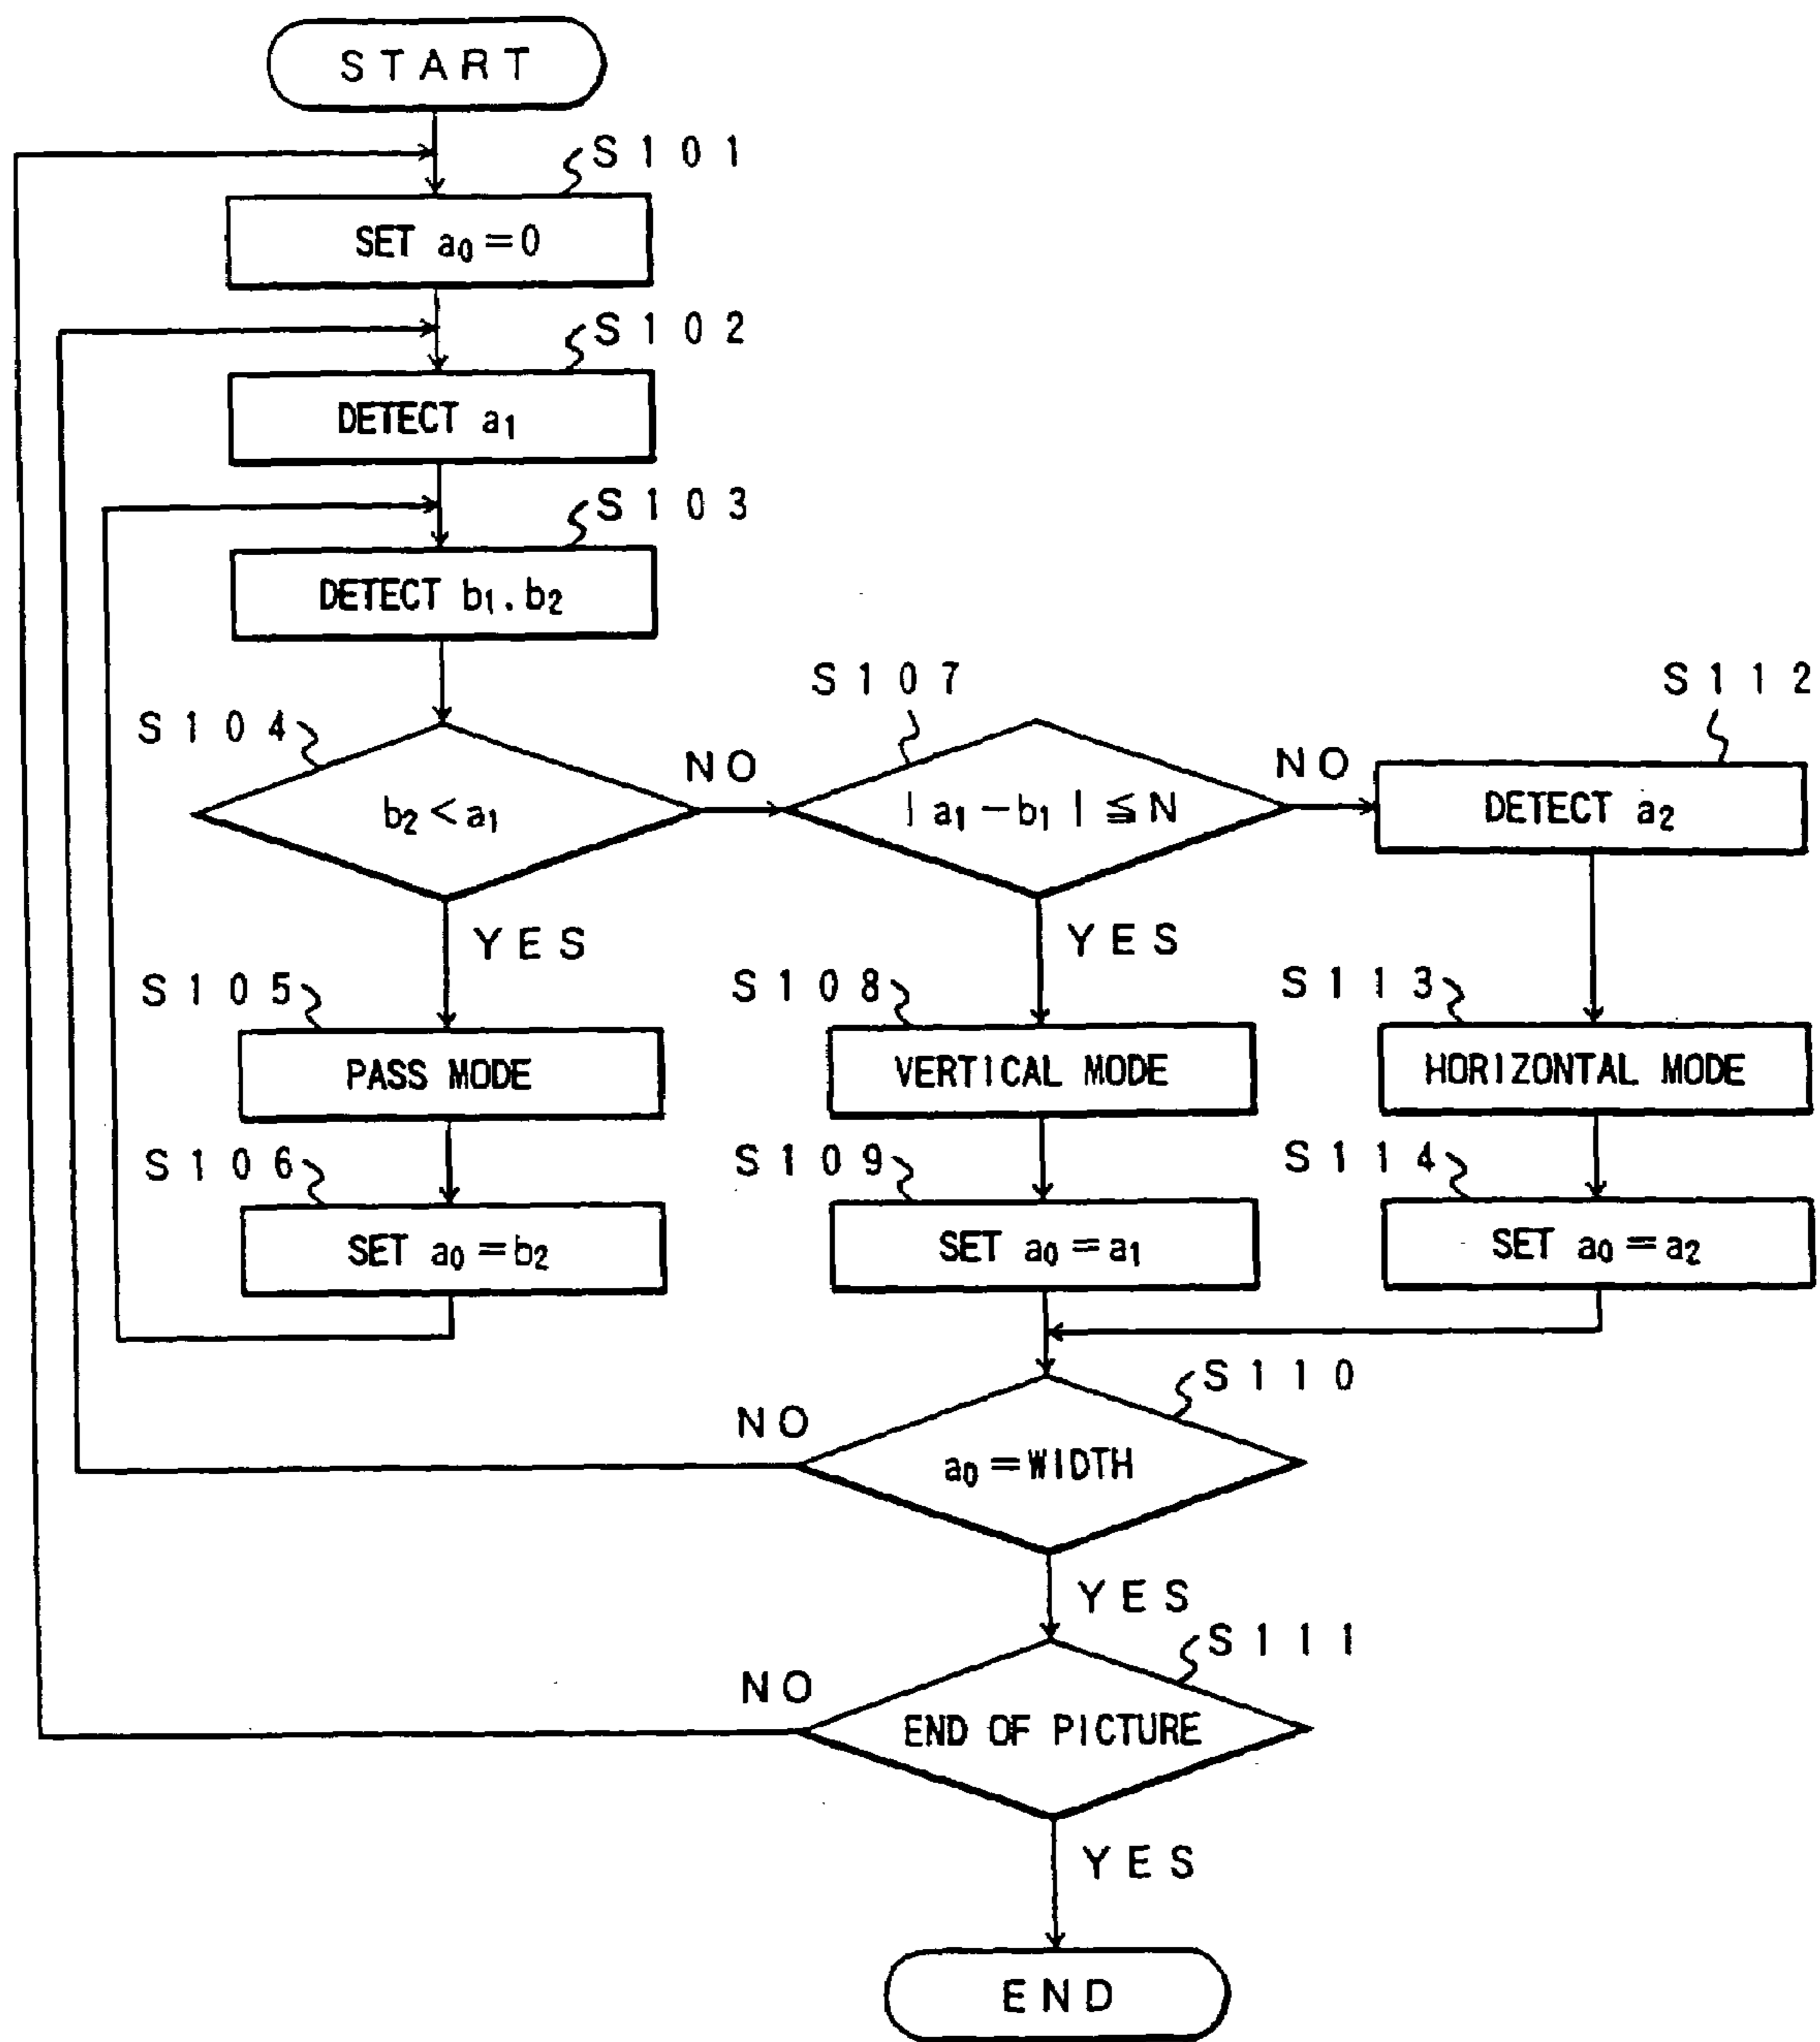 START
S101
SET a₀=0
S102
DETECT a₁
S103
DETECT b₁.b₂
S104
b₂<a₁
NO
S107
|a₁−b₁|≦N
NO
S112
DETECT a₂
YES
YES
S105
PASS MODE
S108
VERTICAL MODE
S113
HORIZONTAL MODE
S106
SET a₀=b₂
S109
SET a₀=a₁
S114
SET a₀=a₂
S110
NO
a₀=WIDTH
YES
S111
NO
END OF PICTURE
YES
END